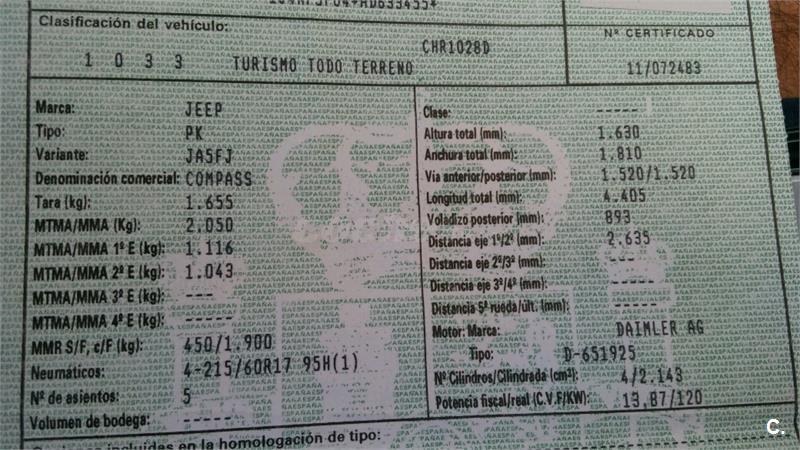 Clasificación del vehículo:
CHR1028D
Nº CERTIFICADO
1 0 3 3 TURISMO TODO TERRENO
11/072483
Marca: JEEP
Tipo: PK
Variante: JA5FJ
Denominación comercial: COMPASS
Tara (kg): 1.655
MTMA/MMA (Kg): 2.050
MTMA/MMA 1º E (kg): 1.116
MTMA/MMA 2º E (kg): 1.043
MTMA/MMA 3º E (kg): ---
MTMA/MMA 4º E (kg): ------
MMR S/F, c/F (kg): 450/1.900
Neumáticos: 4-215/60R17 95H(1)
Nº de asientos: 5
Volumen de bodega: -----
Clase: -----
Altura total (mm): 1.630
Anchura total (mm): 1.810
Via anterior/posterior (mm): 1.520/1.520
Longitud total (mm): 4.405
Voladizo posterior (mm): 893
Distancia eje 1º/2º (mm): 2.635
Distancia eje 2º/3º (mm): ---
Distancia eje 3º/4º (mm): -----
Distancia 5ª rueda/últ. (mm): -----
Motor: Marca: DAIMLER AG
Tipo: D-651925
Nº Cilindros/Cilindrada (cm³): 4/2.143
Potencia fiscal/real (C.V.F/KW): 13,87/120
incluidas en la homologación de tipo:
C.